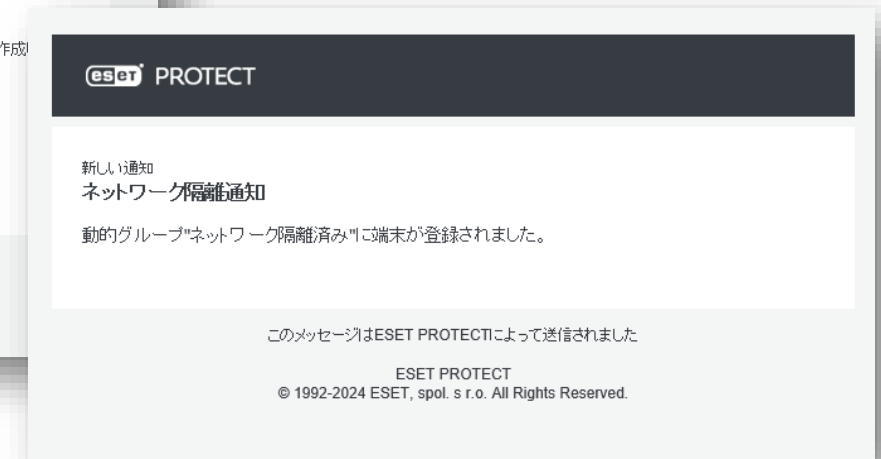 作成
eset PROTECT
新しい通知
ネットワーク隔離通知
動的グループ"ネットワーク隔離済み"に端末が登録されました。
このメッセージはESET PROTECTによって送信されました
ESET PROTECT
© 1992-2024 ESET, spol. s r.o. All Rights Reserved.